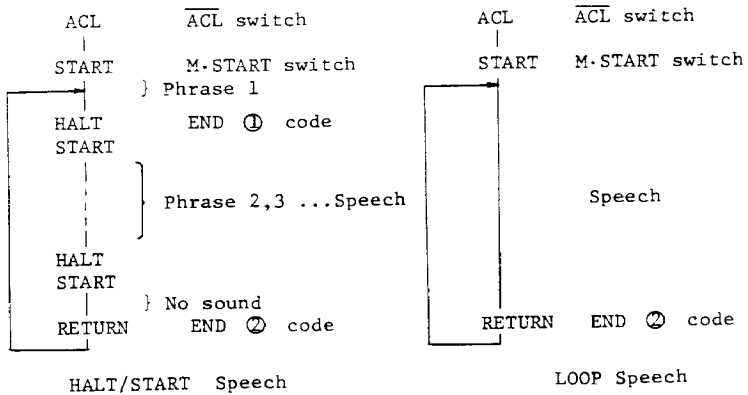 ACL A̅C̅L̅ switch
START M·START switch
} Phrase 1
HALT END ① code
START
Phrase 2,3 ...Speech
HALT
START
} No sound
RETURN END ② code
HALT/START Speech
ACL A̅C̅L̅ switch
START M·START switch
Speech
RETURN END ② code
LOOP Speech